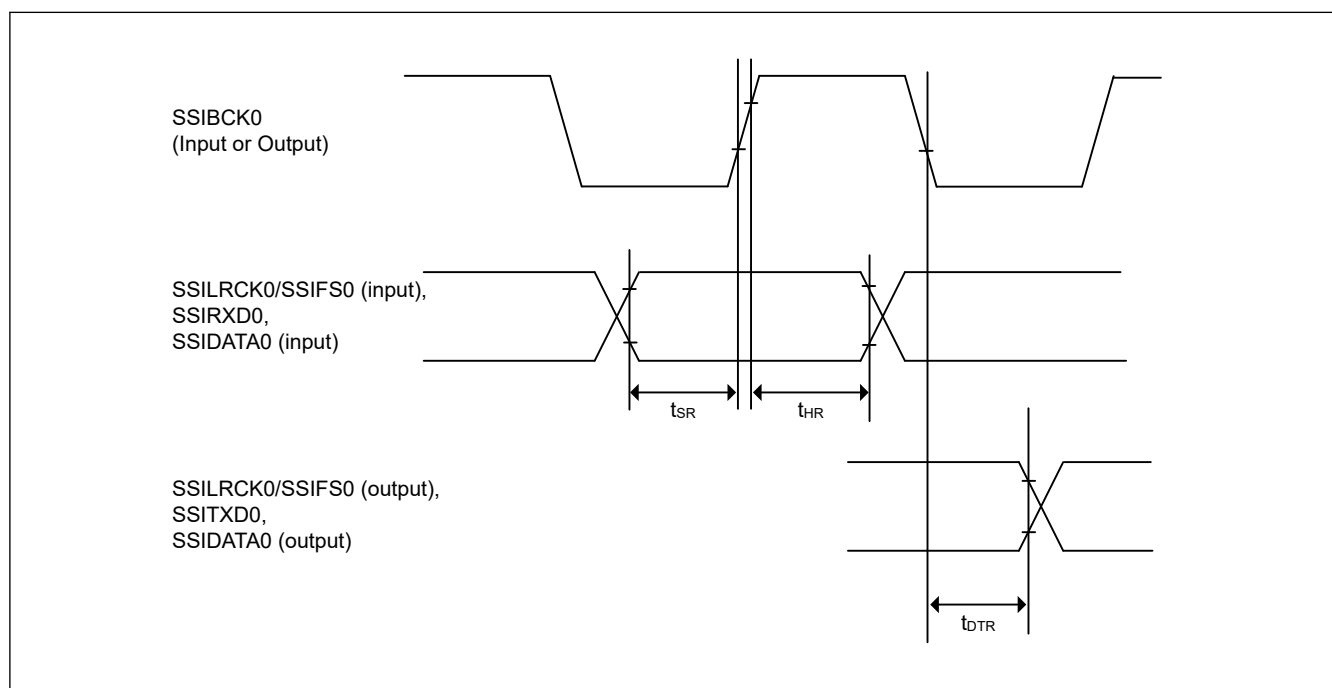 SSIBCK0
(Input or Output)
SSILRCK0/SSIFS0 (input),
SSIRXD0,
SSIDATA0 (input)
tSR
tHR
SSILRCK0/SSIFS0 (output),
SSITXD0,
SSIDATA0 (output)
tDTR